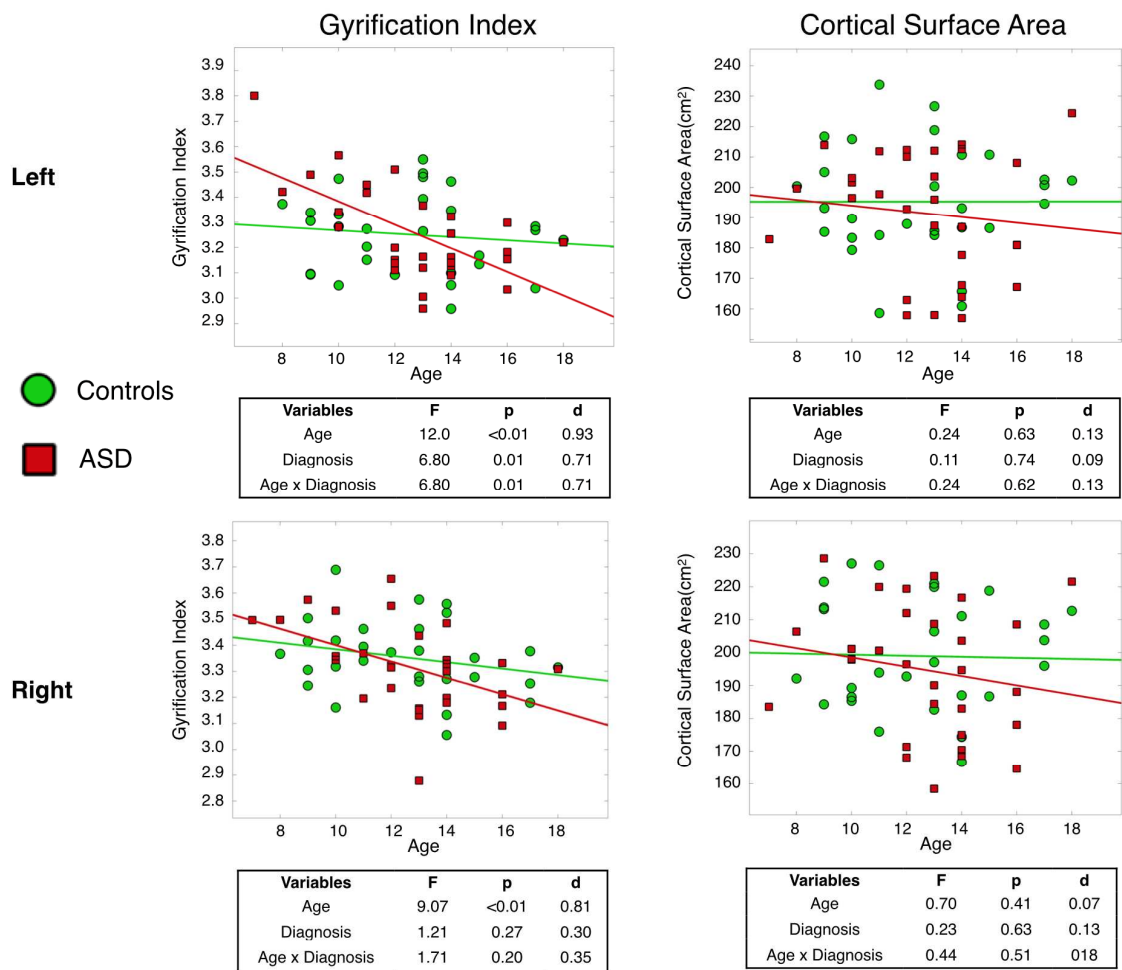 Gyrification Index
Cortical Surface Area
Left
3.9
3.8
3.7
3.6
3.5
3.4
3.3
3.2
3.1
3.0
2.9
Gyrification Index
8 10 12 14 16 18
Age
240
230
220
210
200
190
180
170
160
Cortical Surface Area(cm²)
8 10 12 14 16 18
Age
Controls
ASD
Variables F p d
Age 12.0 <0.01 0.93
Diagnosis 6.80 0.01 0.71
Age x Diagnosis 6.80 0.01 0.71
Variables F p d
Age 0.24 0.63 0.13
Diagnosis 0.11 0.74 0.09
Age x Diagnosis 0.24 0.62 0.13
Right
3.8
3.7
3.6
3.5
3.4
3.3
3.2
3.1
3.0
2.9
2.8
Gyrification Index
8 10 12 14 16 18
Age
230
220
210
200
190
180
170
160
Cortical Surface Area(cm²)
8 10 12 14 16 18
Age
Variables F p d
Age 9.07 <0.01 0.81
Diagnosis 1.21 0.27 0.30
Age x Diagnosis 1.71 0.20 0.35
Variables F p d
Age 0.70 0.41 0.07
Diagnosis 0.23 0.63 0.13
Age x Diagnosis 0.44 0.51 018